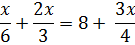 x/6 + 2x/3 = 8 + 3x/4